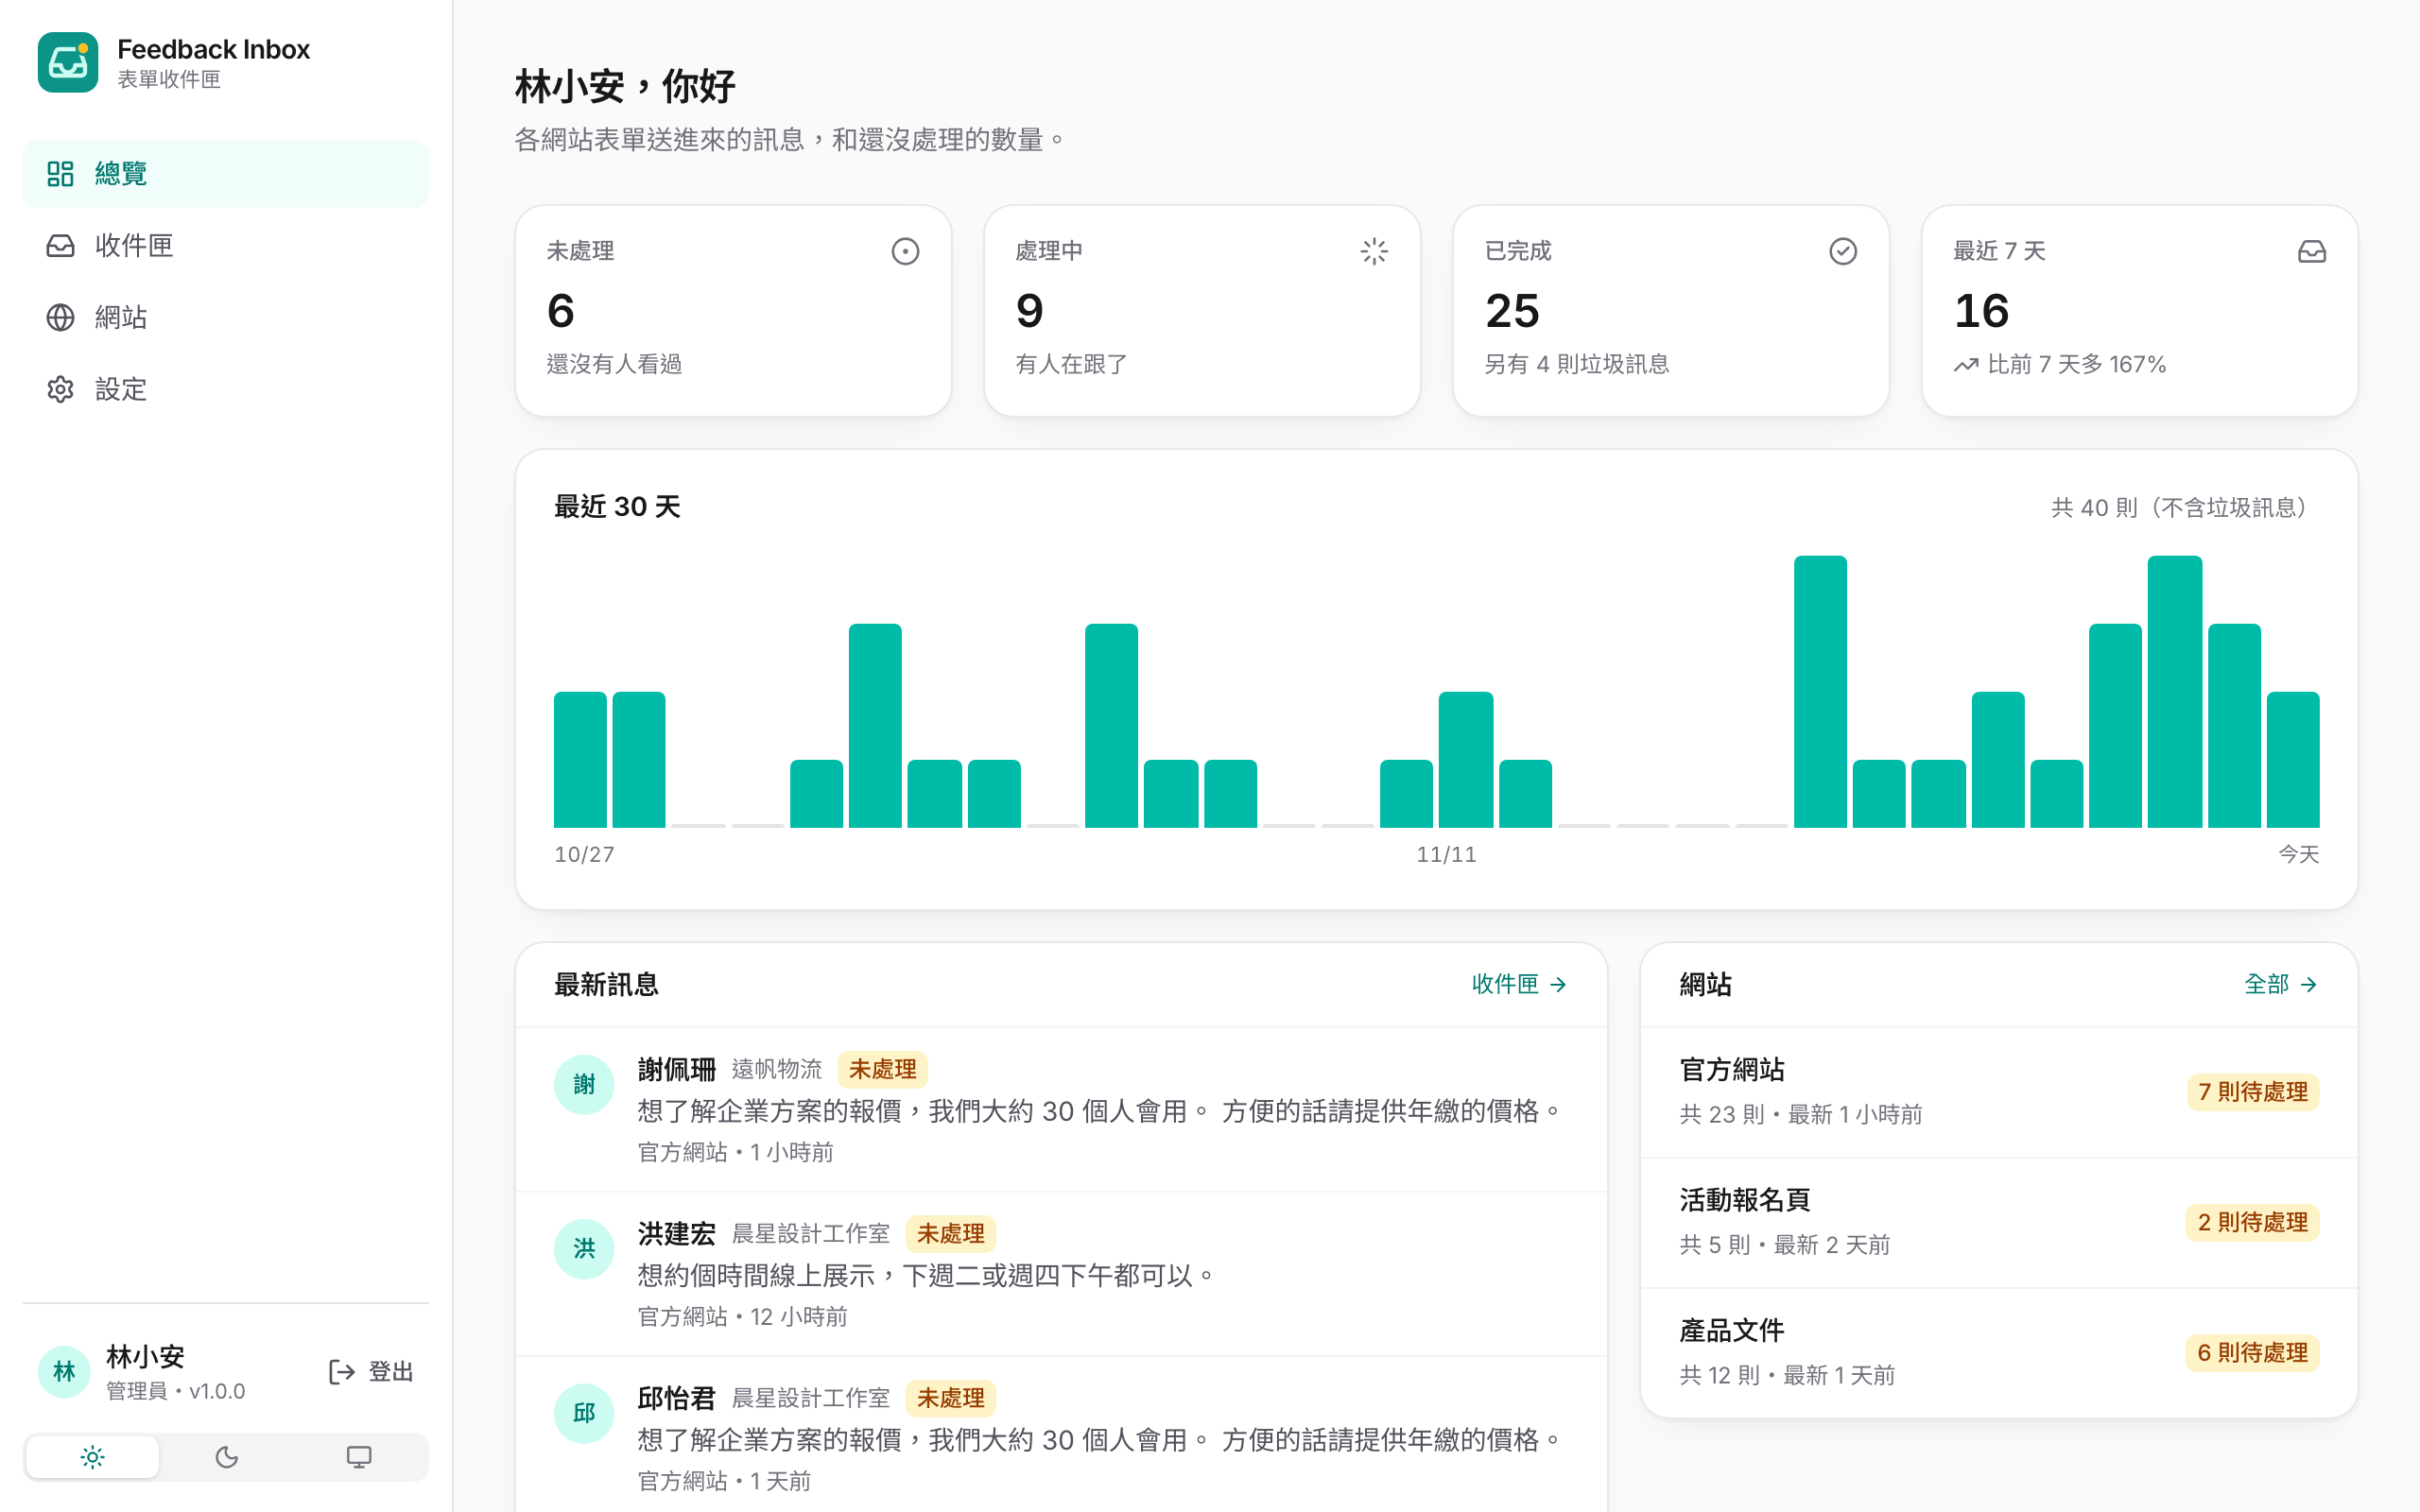 Feedback Inbox
表單收件匣
總覽
收件匣
網站
設定
林
林小安
管理員・v1.0.0
登出
林小安，你好
各網站表單送進來的訊息，和還沒處理的數量。
未處理
6
還沒有人看過
處理中
9
有人在跟了
已完成
25
另有 4 則垃圾訊息
最近 7 天
16
比前 7 天多 167%
最近 30 天
共 40 則（不含垃圾訊息）
10/27
11/11
今天
最新訊息
收件匣
謝
謝佩珊 遠帆物流 未處理
想了解企業方案的報價，我們大約 30 個人會用。 方便的話請提供年繳的價格。
官方網站・1 小時前
洪
洪建宏 晨星設計工作室 未處理
想約個時間線上展示，下週二或週四下午都可以。
官方網站・12 小時前
邱
邱怡君 晨星設計工作室 未處理
想了解企業方案的報價，我們大約 30 個人會用。 方便的話請提供年繳的價格。
官方網站・1 天前
網站
全部
官方網站
共 23 則・最新 1 小時前
7 則待處理
活動報名頁
共 5 則・最新 2 天前
2 則待處理
產品文件
共 12 則・最新 1 天前
6 則待處理